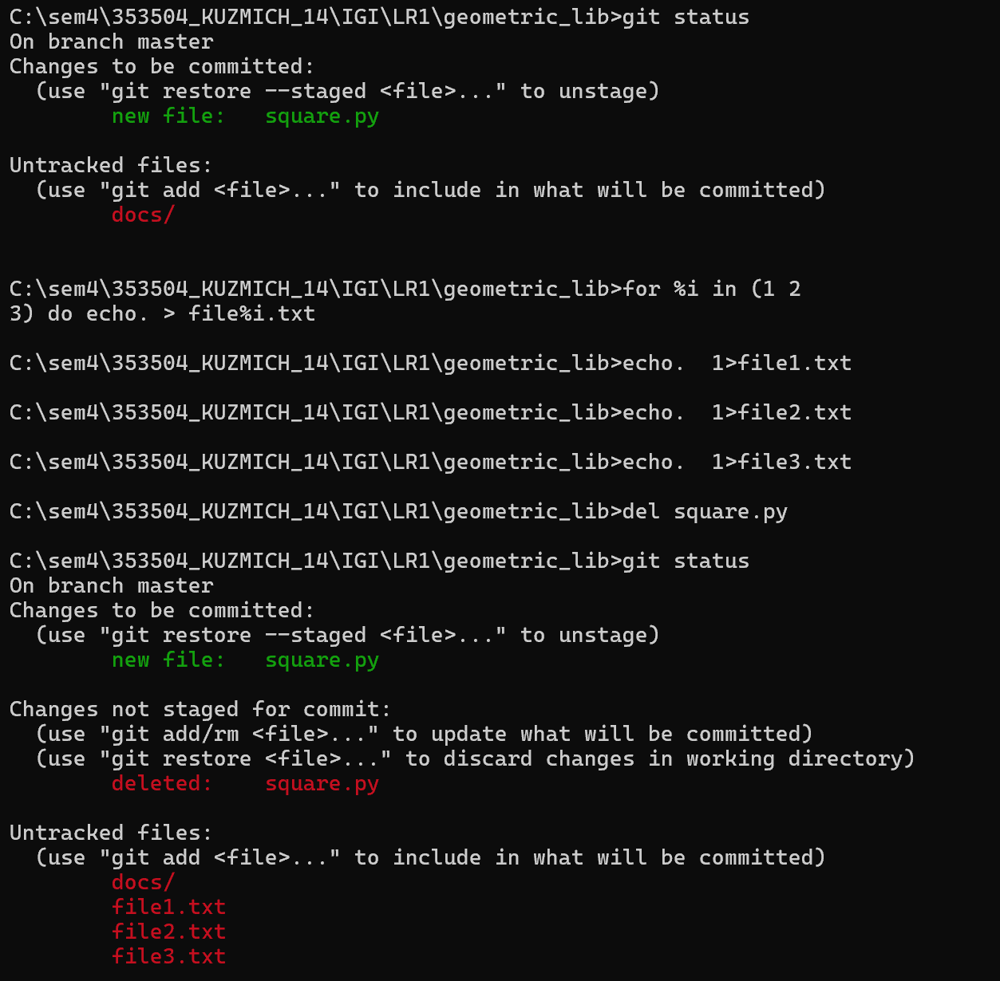 C:\sem4\353504_KUZMICH_14\IGI\LR1\geometric_lib>git status
On branch master
Changes to be committed:
  (use "git restore --staged <file>..." to unstage)
        new file:   square.py

Untracked files:
  (use "git add <file>..." to include in what will be committed)
        docs/


C:\sem4\353504_KUZMICH_14\IGI\LR1\geometric_lib>for %i in (1 2
3) do echo. > file%i.txt

C:\sem4\353504_KUZMICH_14\IGI\LR1\geometric_lib>echo.  1>file1.txt

C:\sem4\353504_KUZMICH_14\IGI\LR1\geometric_lib>echo.  1>file2.txt

C:\sem4\353504_KUZMICH_14\IGI\LR1\geometric_lib>echo.  1>file3.txt

C:\sem4\353504_KUZMICH_14\IGI\LR1\geometric_lib>del square.py

C:\sem4\353504_KUZMICH_14\IGI\LR1\geometric_lib>git status
On branch master
Changes to be committed:
  (use "git restore --staged <file>..." to unstage)
        new file:   square.py

Changes not staged for commit:
  (use "git add/rm <file>..." to update what will be committed)
  (use "git restore <file>..." to discard changes in working directory)
        deleted:    square.py

Untracked files:
  (use "git add <file>..." to include in what will be committed)
        docs/
        file1.txt
        file2.txt
        file3.txt